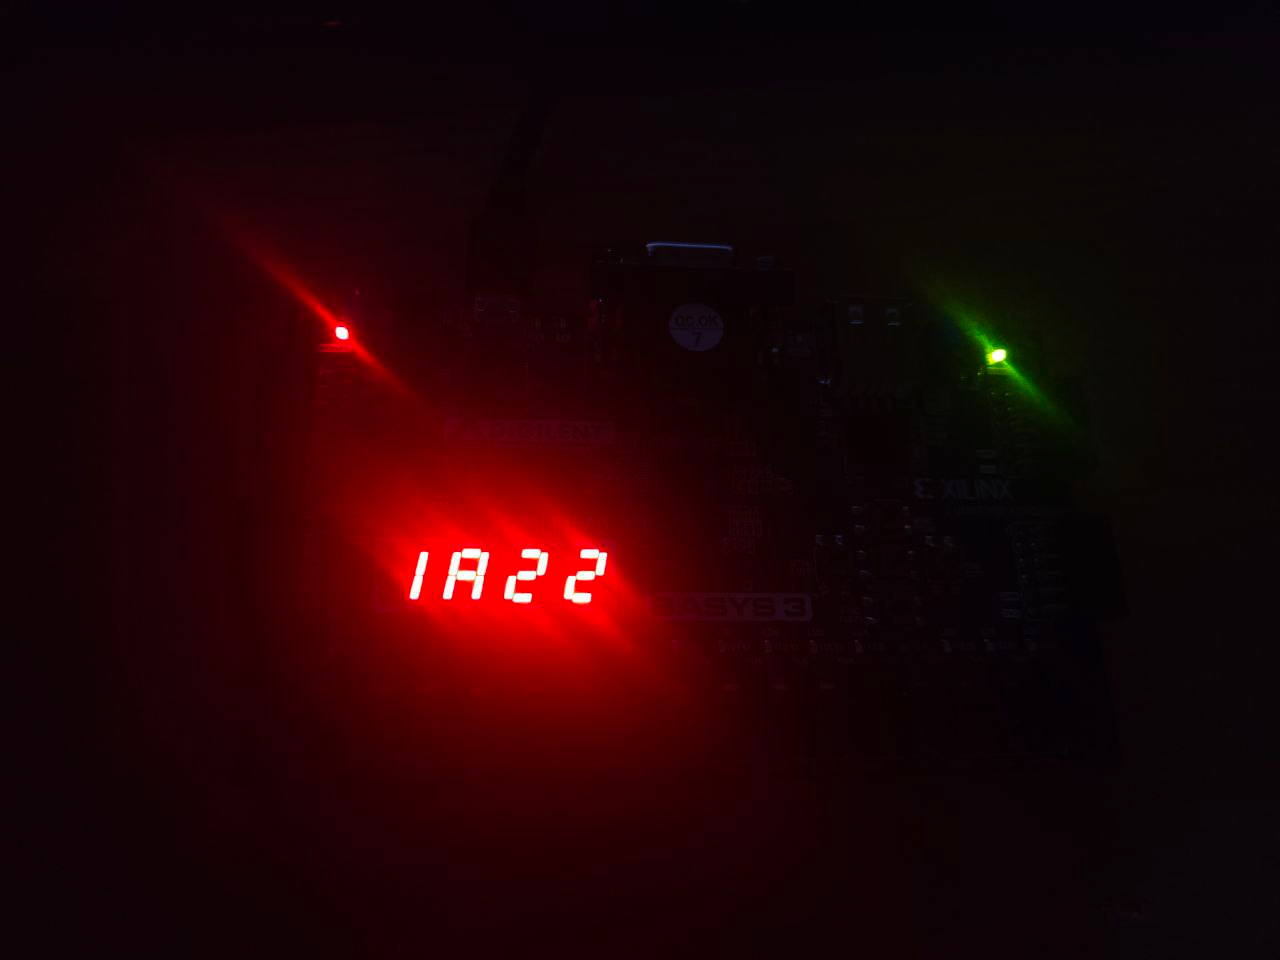 QC.OK
7
DIGILENT
XILINX
1A22
BASYS 3